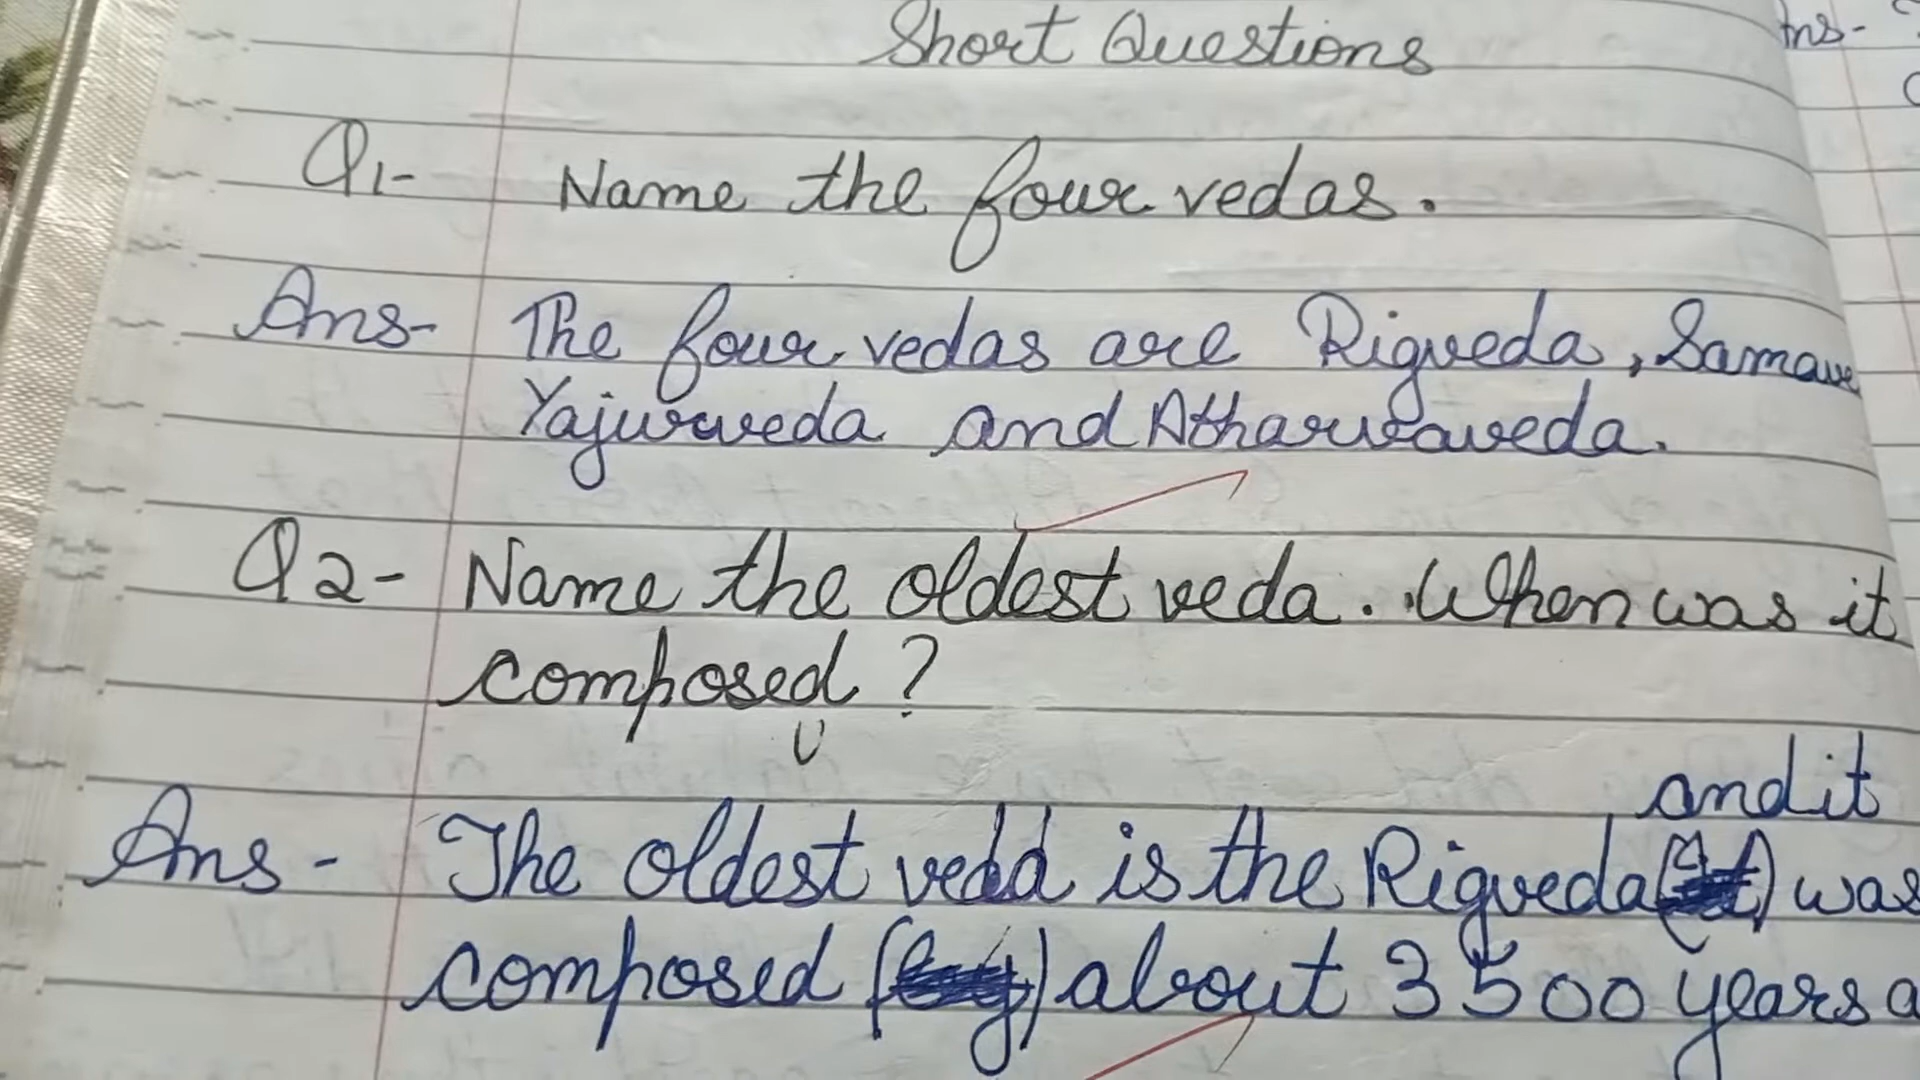 Short Questions
Ans-
Q1- Name the four vedas.
Ans- The four vedas are Rigveda, Samave
Yajurveda and Atharvaveda.
Q2- Name the oldest veda. When was it
composed?
and it
Ans- The oldest veda is the Rigveda ( ) was
composed ( ) about 3500 years a